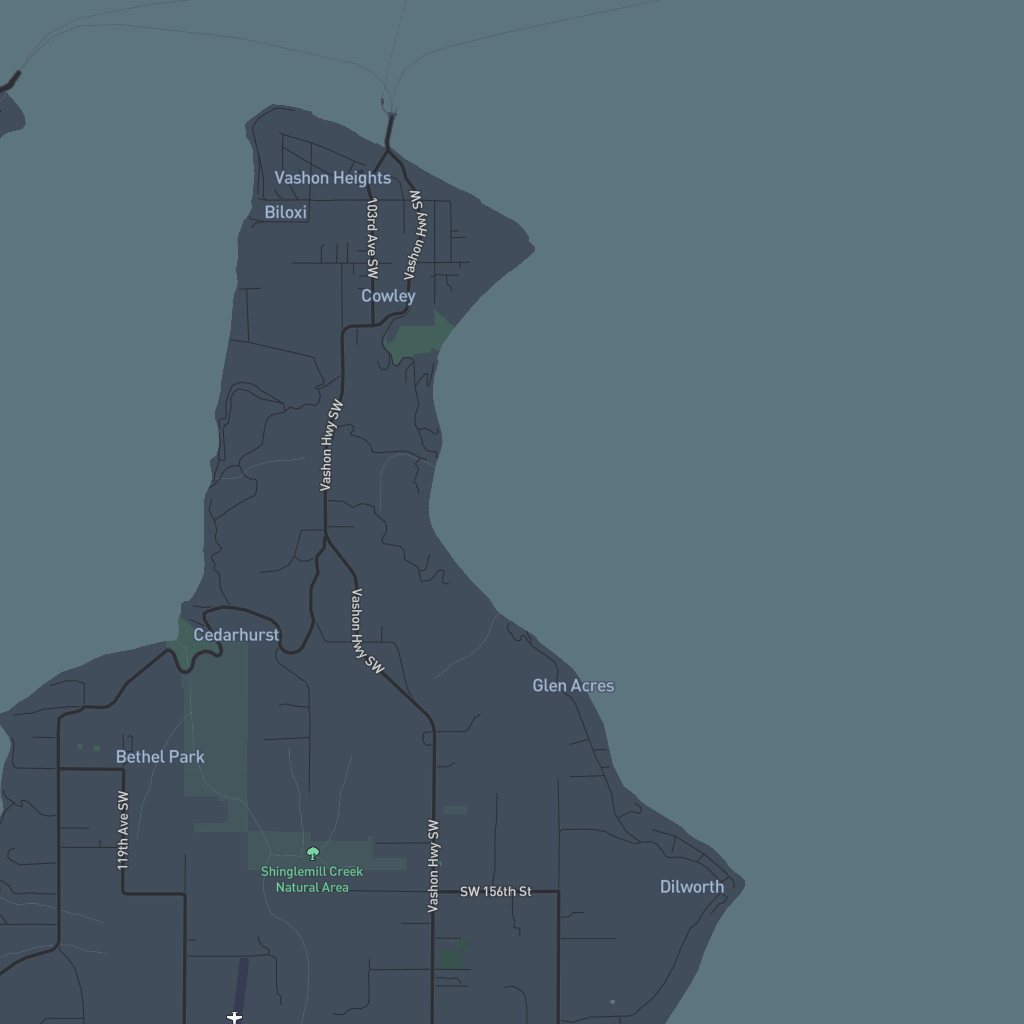 Vashon Heights
Biloxi
103rd Ave SW
Vashon Hwy SW
Cowley
Vashon Hwy SW
Vashon Hwy SW
Cedarhurst
Glen Acres
Bethel Park
119th Ave SW
Vashon Hwy SW
Shinglemill Creek
Natural Area
SW 156th St
Dilworth